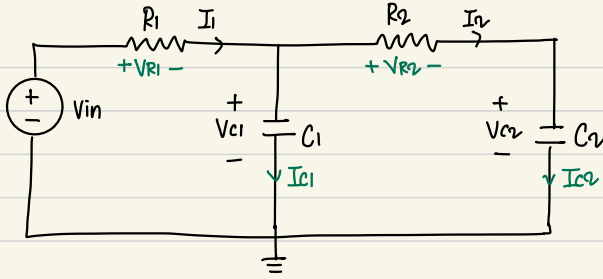 R1 I1 R2 I2
+ VR1 − + VR2 −
+ − Vin
+ Vc1 − C1
+ Vc2 − C2
Ic1 Ic2